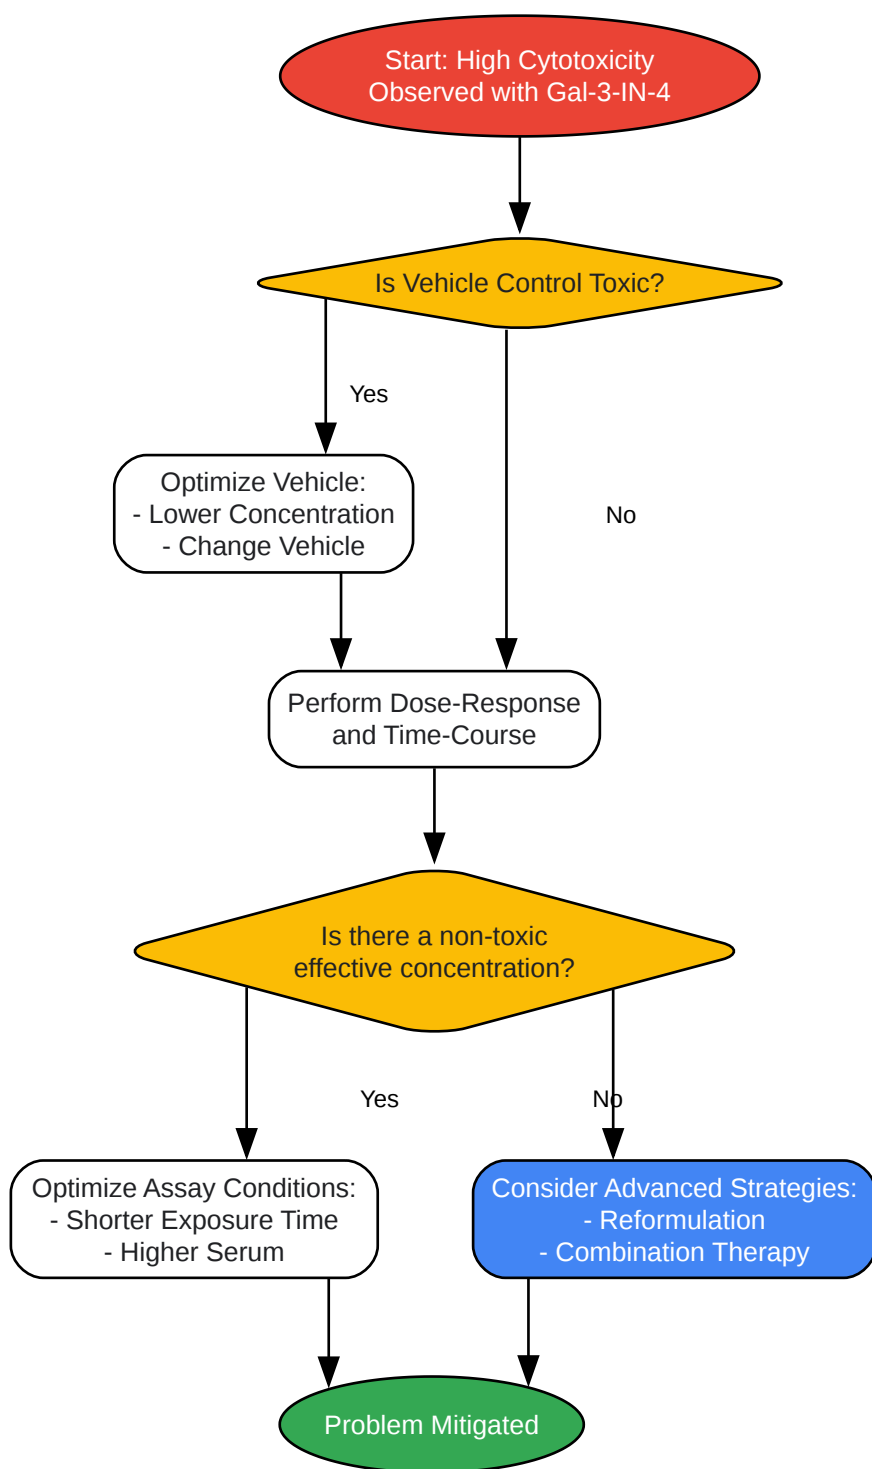 Start: High Cytotoxicity
Observed with Gal-3-IN-4
Is Vehicle Control Toxic?
Yes
Optimize Vehicle:
- Lower Concentration
- Change Vehicle
No
Perform Dose-Response
and Time-Course
Is there a non-toxic
effective concentration?
Yes
No
Optimize Assay Conditions:
- Shorter Exposure Time
- Higher Serum
Consider Advanced Strategies:
- Reformulation
- Combination Therapy
Problem Mitigated